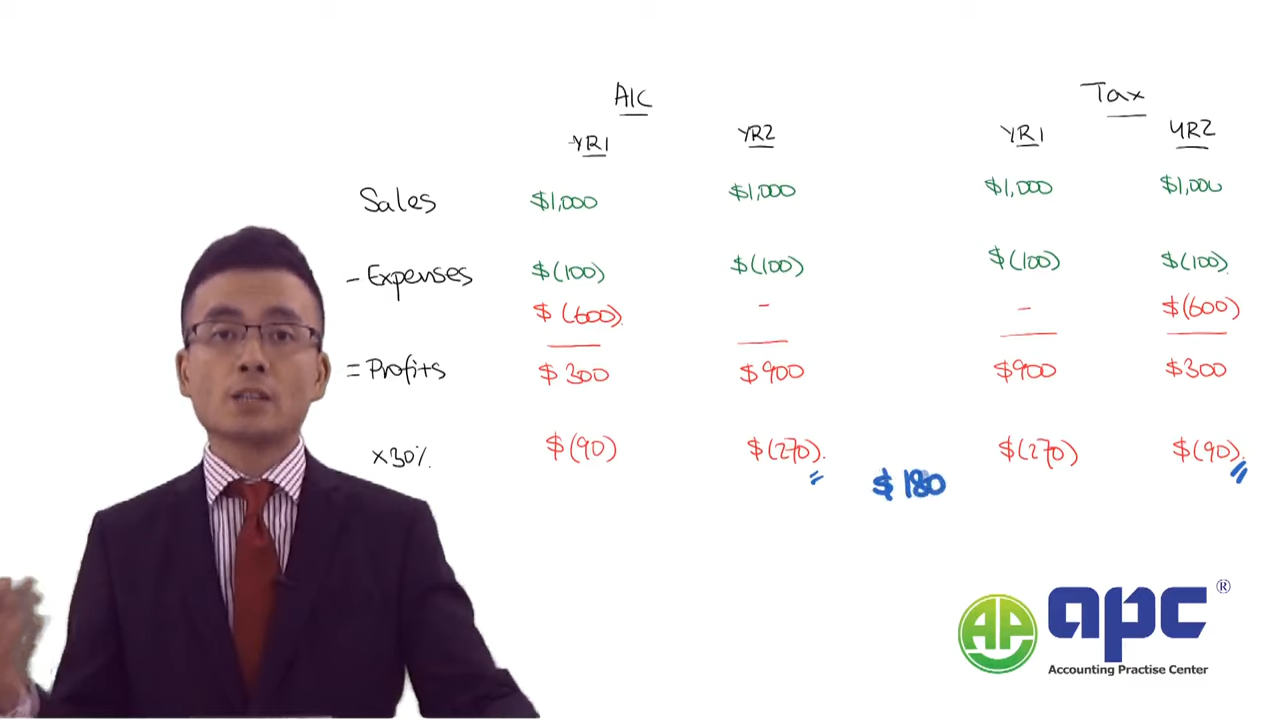 A/C Tax
YR1 YR2 YR1 YR2
Sales $1,000 $1,000 $1,000 $1,000
- Expenses $(100) $(100) $(100) $(100).
$(600). - - $(600)
= Profits $300 $900 $900 $300
x30%. $(90) $(270). $(270) $(90).
$180
AP
apc®
Accounting Practise Center